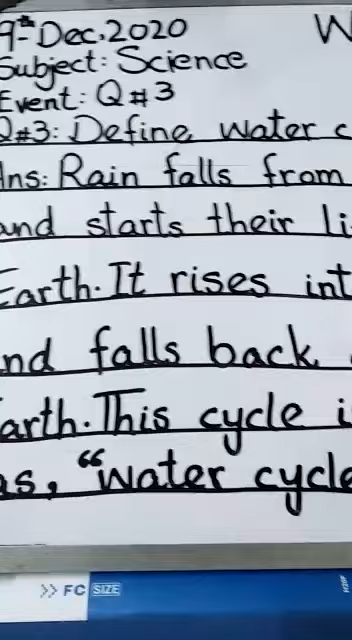 9th Dec, 2020 W
Subject: Science
Event: Q#3
Q#3: Define water c
Ans: Rain falls from
and starts their li
Earth. It rises int
nd falls back
arth. This cycle i
as, "water cycle
>> FC SIZE